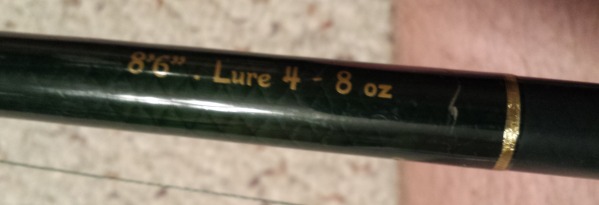 8'6" . Lure 4 - 8 oz